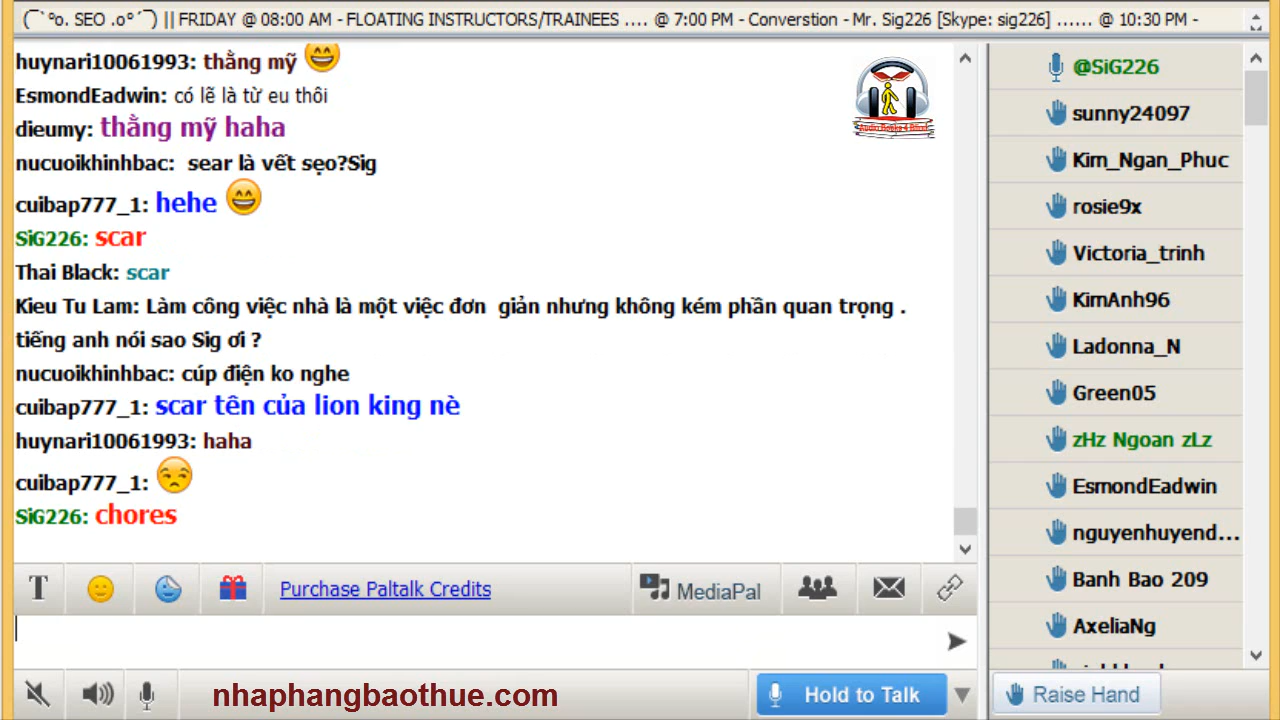 (¯`°o. SEO .o°´¯) || FRIDAY @ 08:00 AM - FLOATING INSTRUCTORS/TRAINEES .... @ 7:00 PM - Converstion - Mr. Sig226 [Skype: sig226] ...... @ 10:30 PM -
huynari10061993: thằng mỹ
EsmondEadwin: có lẽ là từ eu thôi
dieumy: thằng mỹ haha
nucuoikhinhbac: sear là vết sẹo?Sig
cuibap777_1: hehe
SiG226: scar
Thai Black: scar
Kieu Tu Lam: Làm công việc nhà là một việc đơn giản nhưng không kém phần quan trọng .
tiếng anh nói sao Sig ơi ?
nucuoikhinhbac: cúp điện ko nghe
cuibap777_1: scar tên của lion king nè
huynari10061993: haha
cuibap777_1:
SiG226: chores
Audio Books 4 Blind
@SiG226
sunny24097
Kim_Ngan_Phuc
rosie9x
Victoria_trinh
KimAnh96
Ladonna_N
Green05
zHz Ngoan zLz
EsmondEadwin
nguyenhuyend...
Banh Bao 209
AxeliaNg
T
Purchase Paltalk Credits
MediaPal
nhaphangbaothue.com
Hold to Talk
Raise Hand